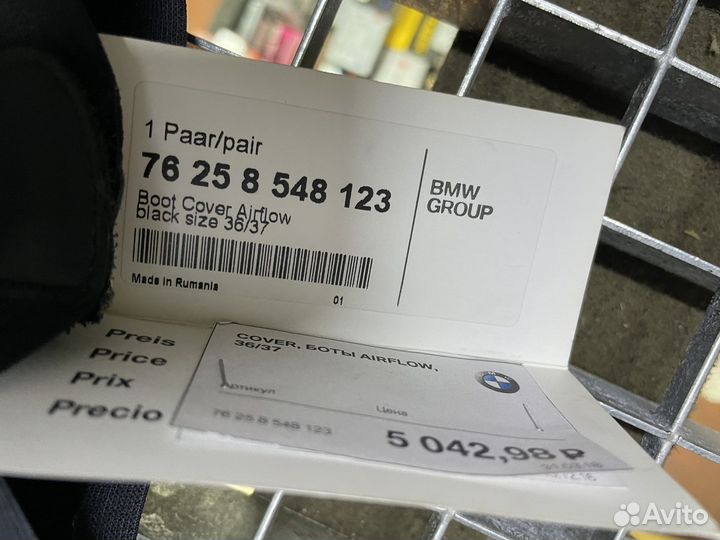 1 Paar/pair
76 25 8 548 123
Boot Cover Airflow
black size 36/37
Made in Rumania
01
BMW
GROUP
Preis
Price
Prix
Precio
COVER, БОТЫ AIRFLOW,
36/37
Артикул
Цена
76 25 8 548 123
5 042,98 ₽
Avito